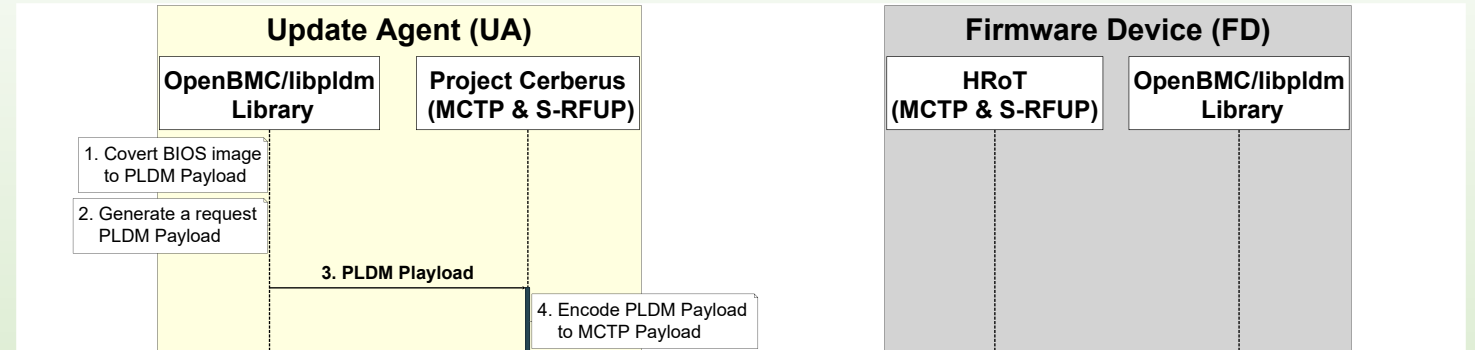 Update Agent (UA)
Firmware Device (FD)
OpenBMC/libpldm
Library
Project Cerberus
(MCTP & S-RFUP)
HRoT
(MCTP & S-RFUP)
OpenBMC/libpldm
Library
1. Covert BIOS image
to PLDM Payload
2. Generate a request
PLDM Payload
3. PLDM Playload
4. Encode PLDM Payload
to MCTP Payload